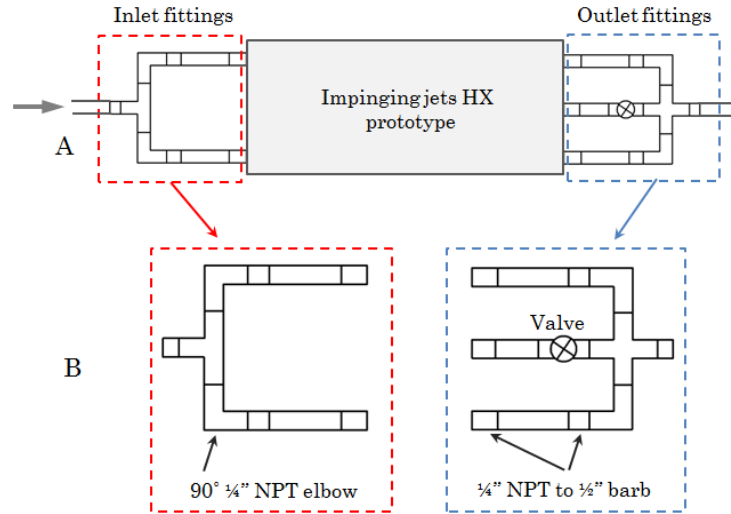 Inlet fittings
Outlet fittings
Impinging jets HX
prototype
A
Valve
B
90° ¼” NPT elbow
¼” NPT to ½” barb